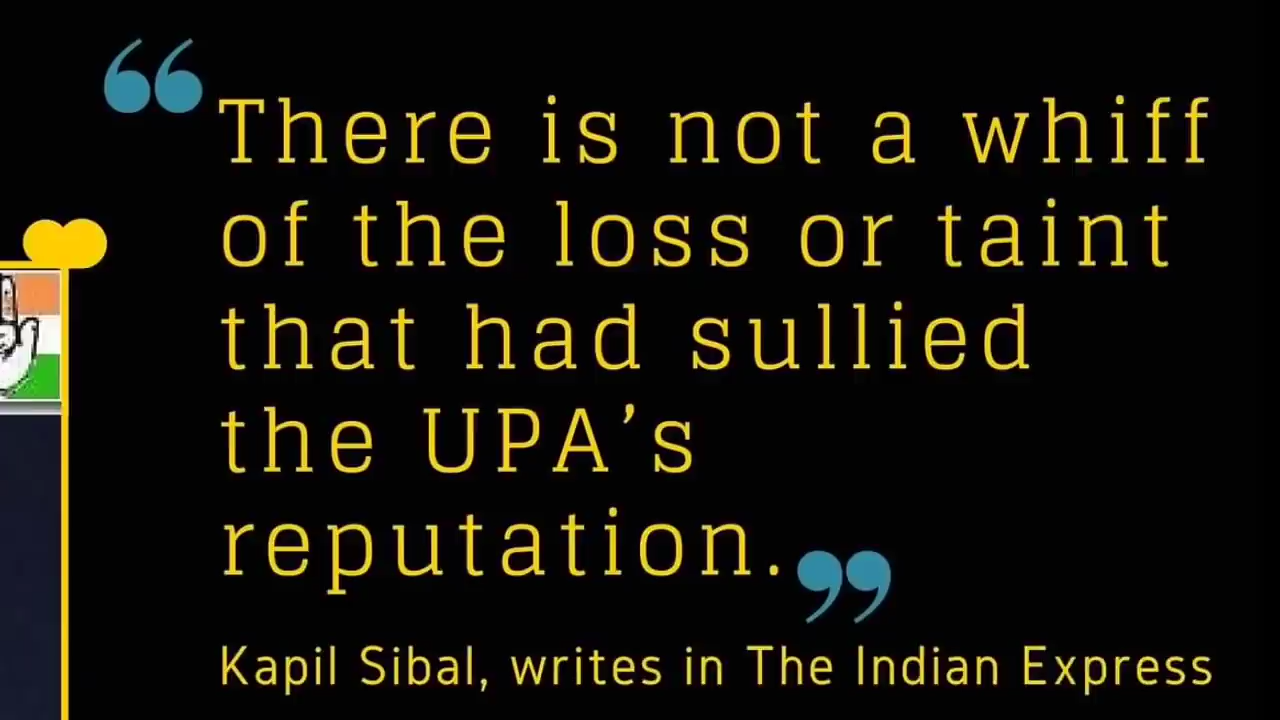 “There is not a whiff
of the loss or taint
that had sullied
the UPA’s
reputation.”
Kapil Sibal, writes in The Indian Express